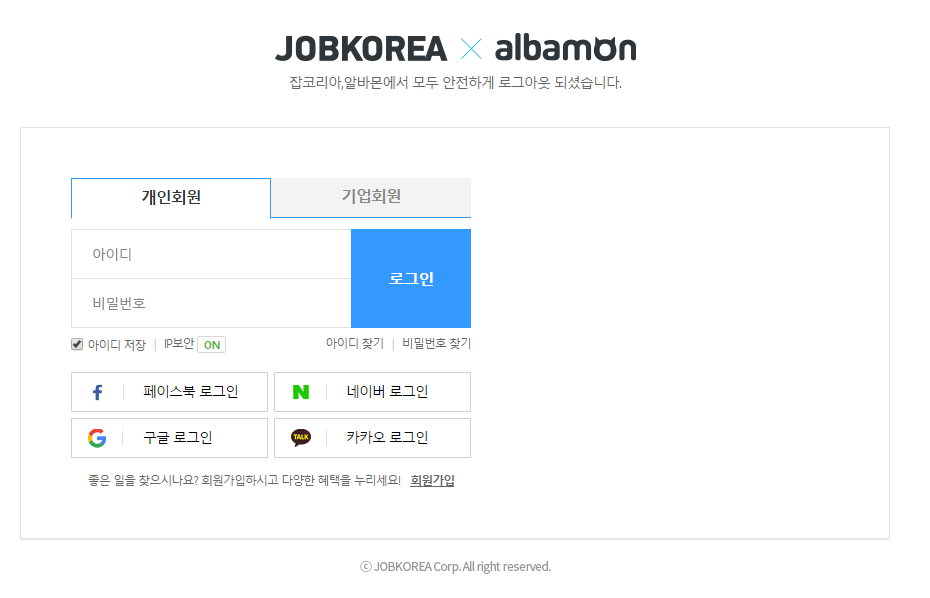 JOBKOREA × albamon
잡코리아,알바몬에서 모두 안전하게 로그아웃 되셨습니다.
개인회원 기업회원
아이디
비밀번호
로그인
아이디 저장 | IP보안 ON 아이디 찾기 | 비밀번호 찾기
페이스북 로그인 N 네이버 로그인
구글 로그인 TALK 카카오 로그인
좋은 일을 찾으시나요? 회원가입하시고 다양한 혜택을 누리세요! 회원가입
ⓒ JOBKOREA Corp. All right reserved.